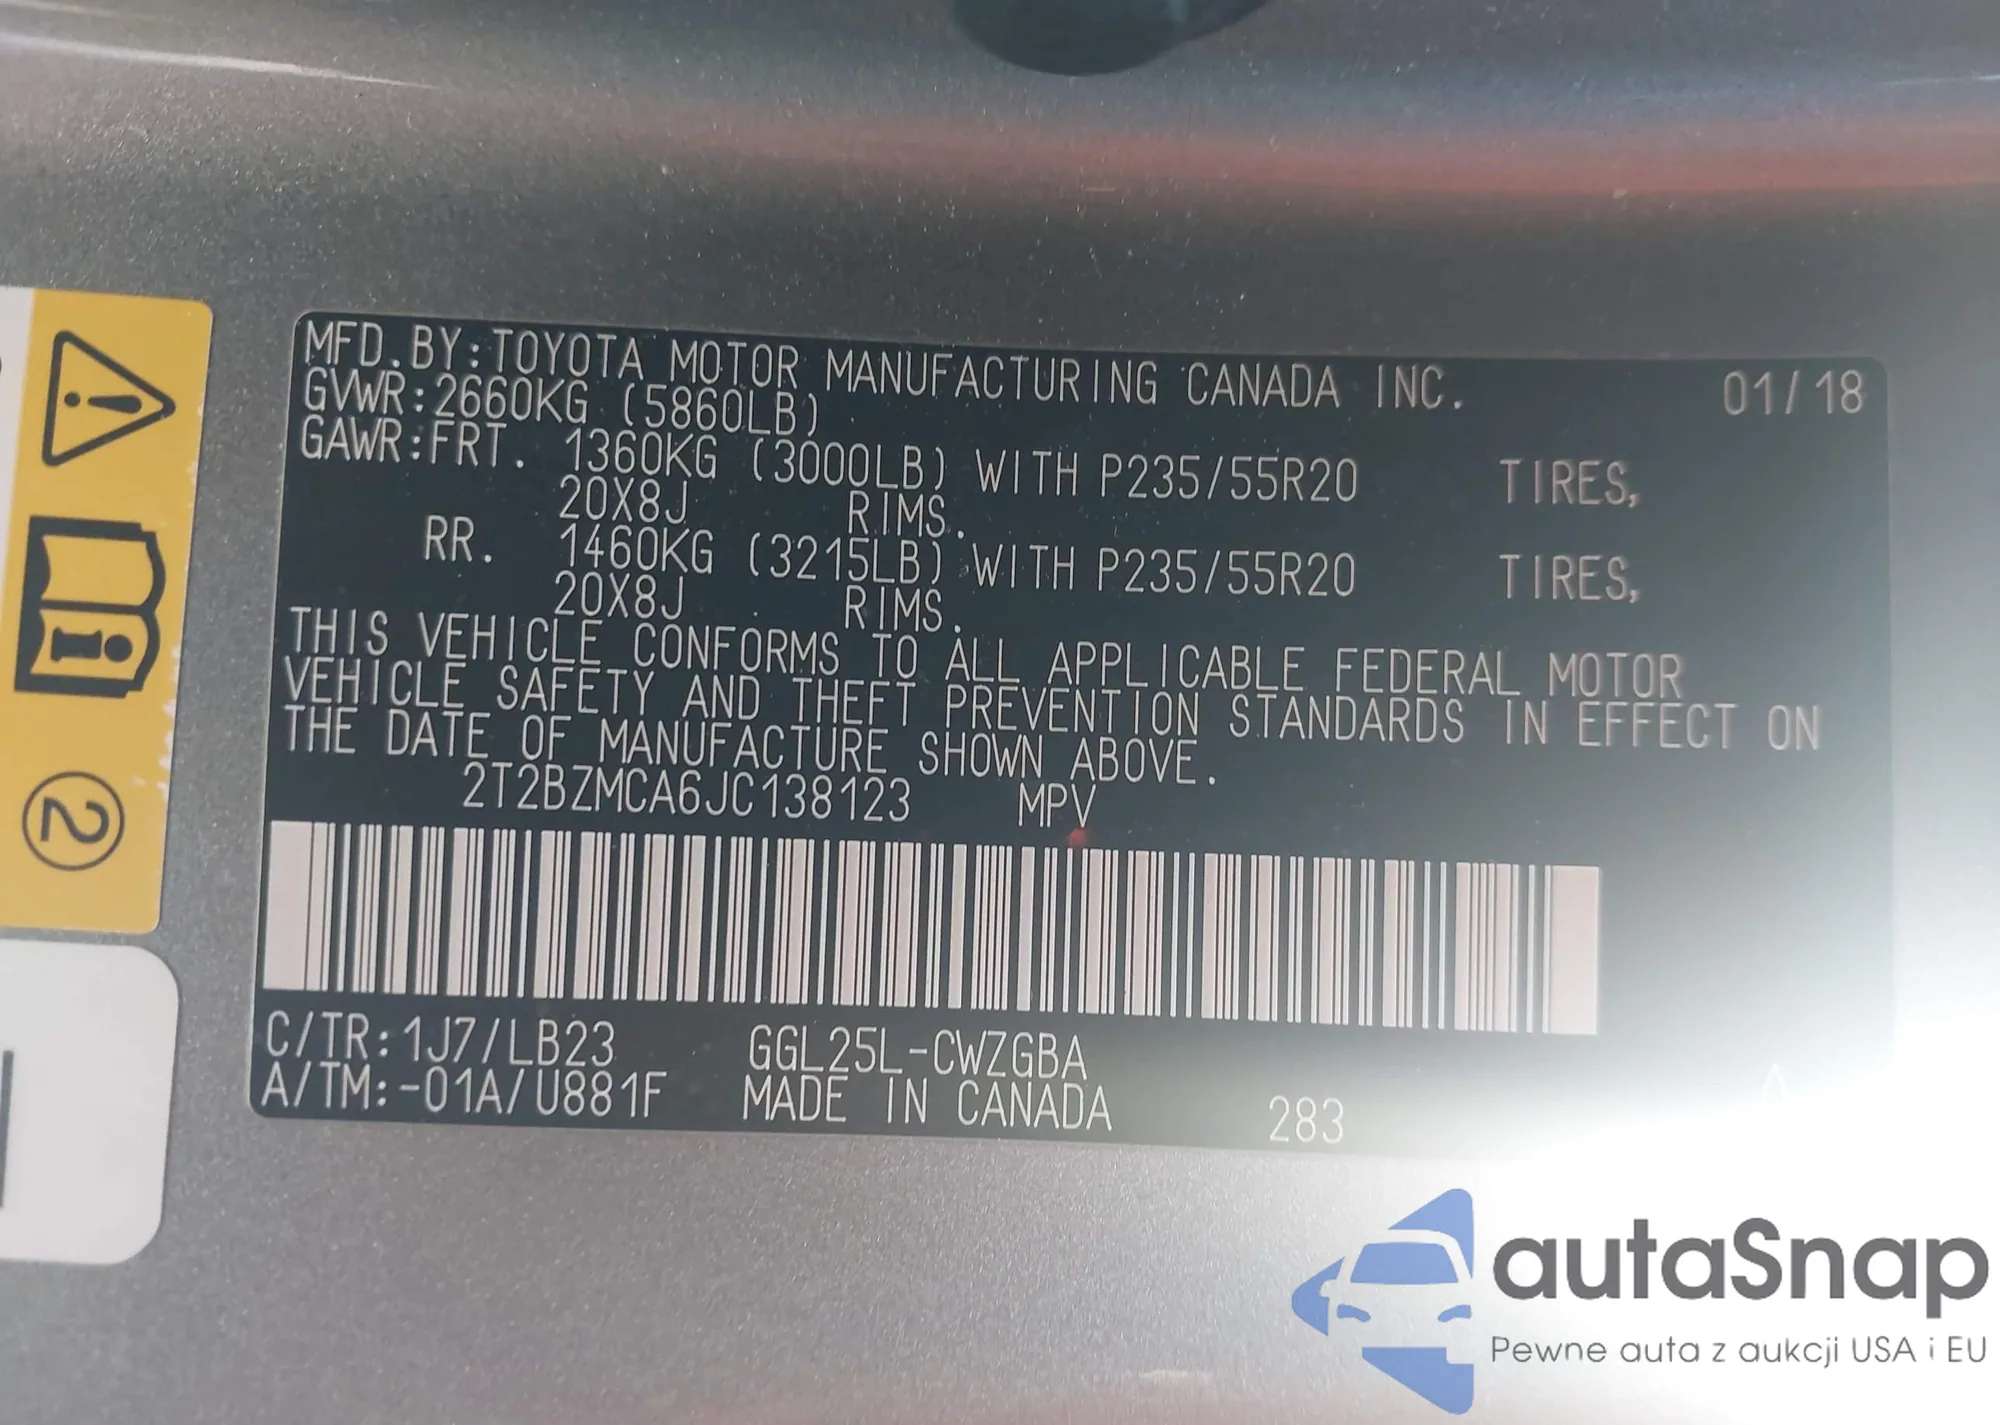 MFD.BY:TOYOTA MOTOR MANUFACTURING CANADA INC. 01/18
GVWR:2660KG (5860LB)
GAWR:FRT. 1360KG (3000LB) WITH P235/55R20 TIRES,
20X8J RIMS.
RR. 1460KG (3215LB) WITH P235/55R20 TIRES,
20X8J RIMS.
THIS VEHICLE CONFORMS TO ALL APPLICABLE FEDERAL MOTOR
VEHICLE SAFETY AND THEFT PREVENTION STANDARDS IN EFFECT ON
THE DATE OF MANUFACTURE SHOWN ABOVE.
2T2BZMCA6JC138123 MPV
C/TR:1J7/LB23 GGL25L-CWZGBA
A/TM:-01A/U881F MADE IN CANADA 283
2
autaSnap
Pewne auta z aukcji USA i EU